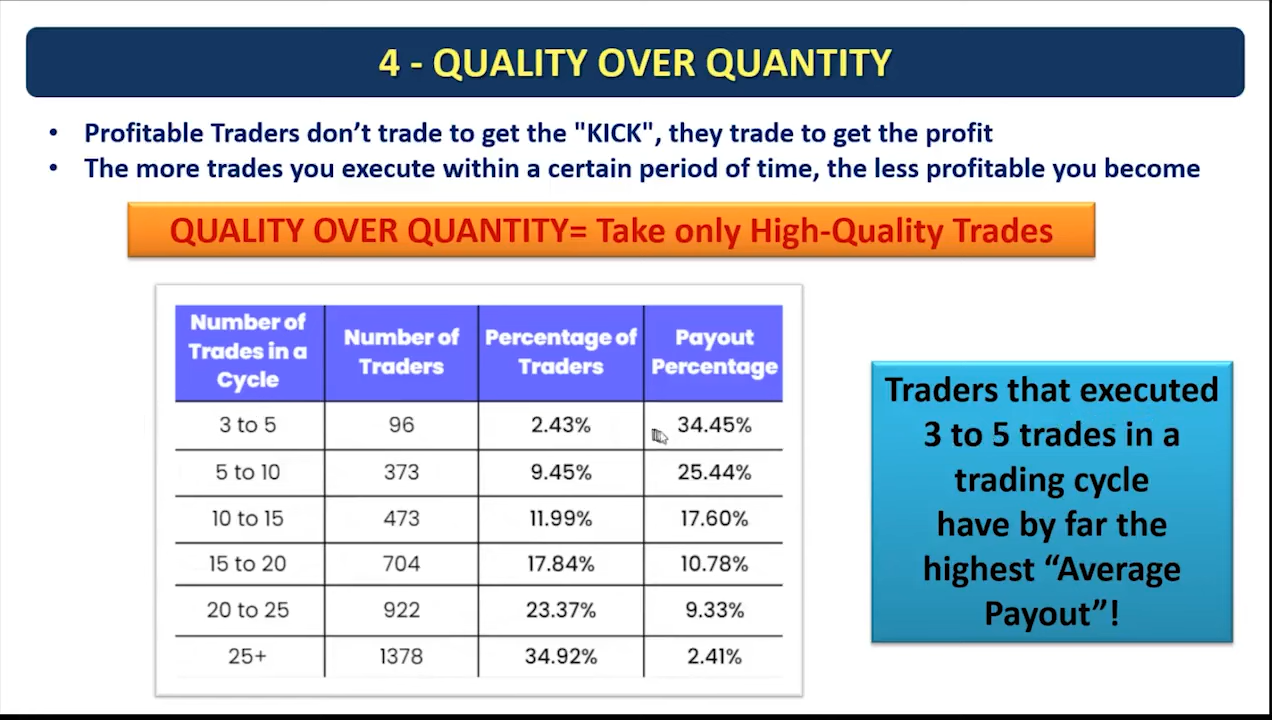 4 - QUALITY OVER QUANTITY
• Profitable Traders don’t trade to get the "KICK", they trade to get the profit
• The more trades you execute within a certain period of time, the less profitable you become
QUALITY OVER QUANTITY= Take only High-Quality Trades
Number of Trades in a Cycle | Number of Traders | Percentage of Traders | Payout Percentage
3 to 5 | 96 | 2.43% | 34.45%
5 to 10 | 373 | 9.45% | 25.44%
10 to 15 | 473 | 11.99% | 17.60%
15 to 20 | 704 | 17.84% | 10.78%
20 to 25 | 922 | 23.37% | 9.33%
25+ | 1378 | 34.92% | 2.41%
Traders that executed
3 to 5 trades in a
trading cycle
have by far the
highest “Average
Payout”!